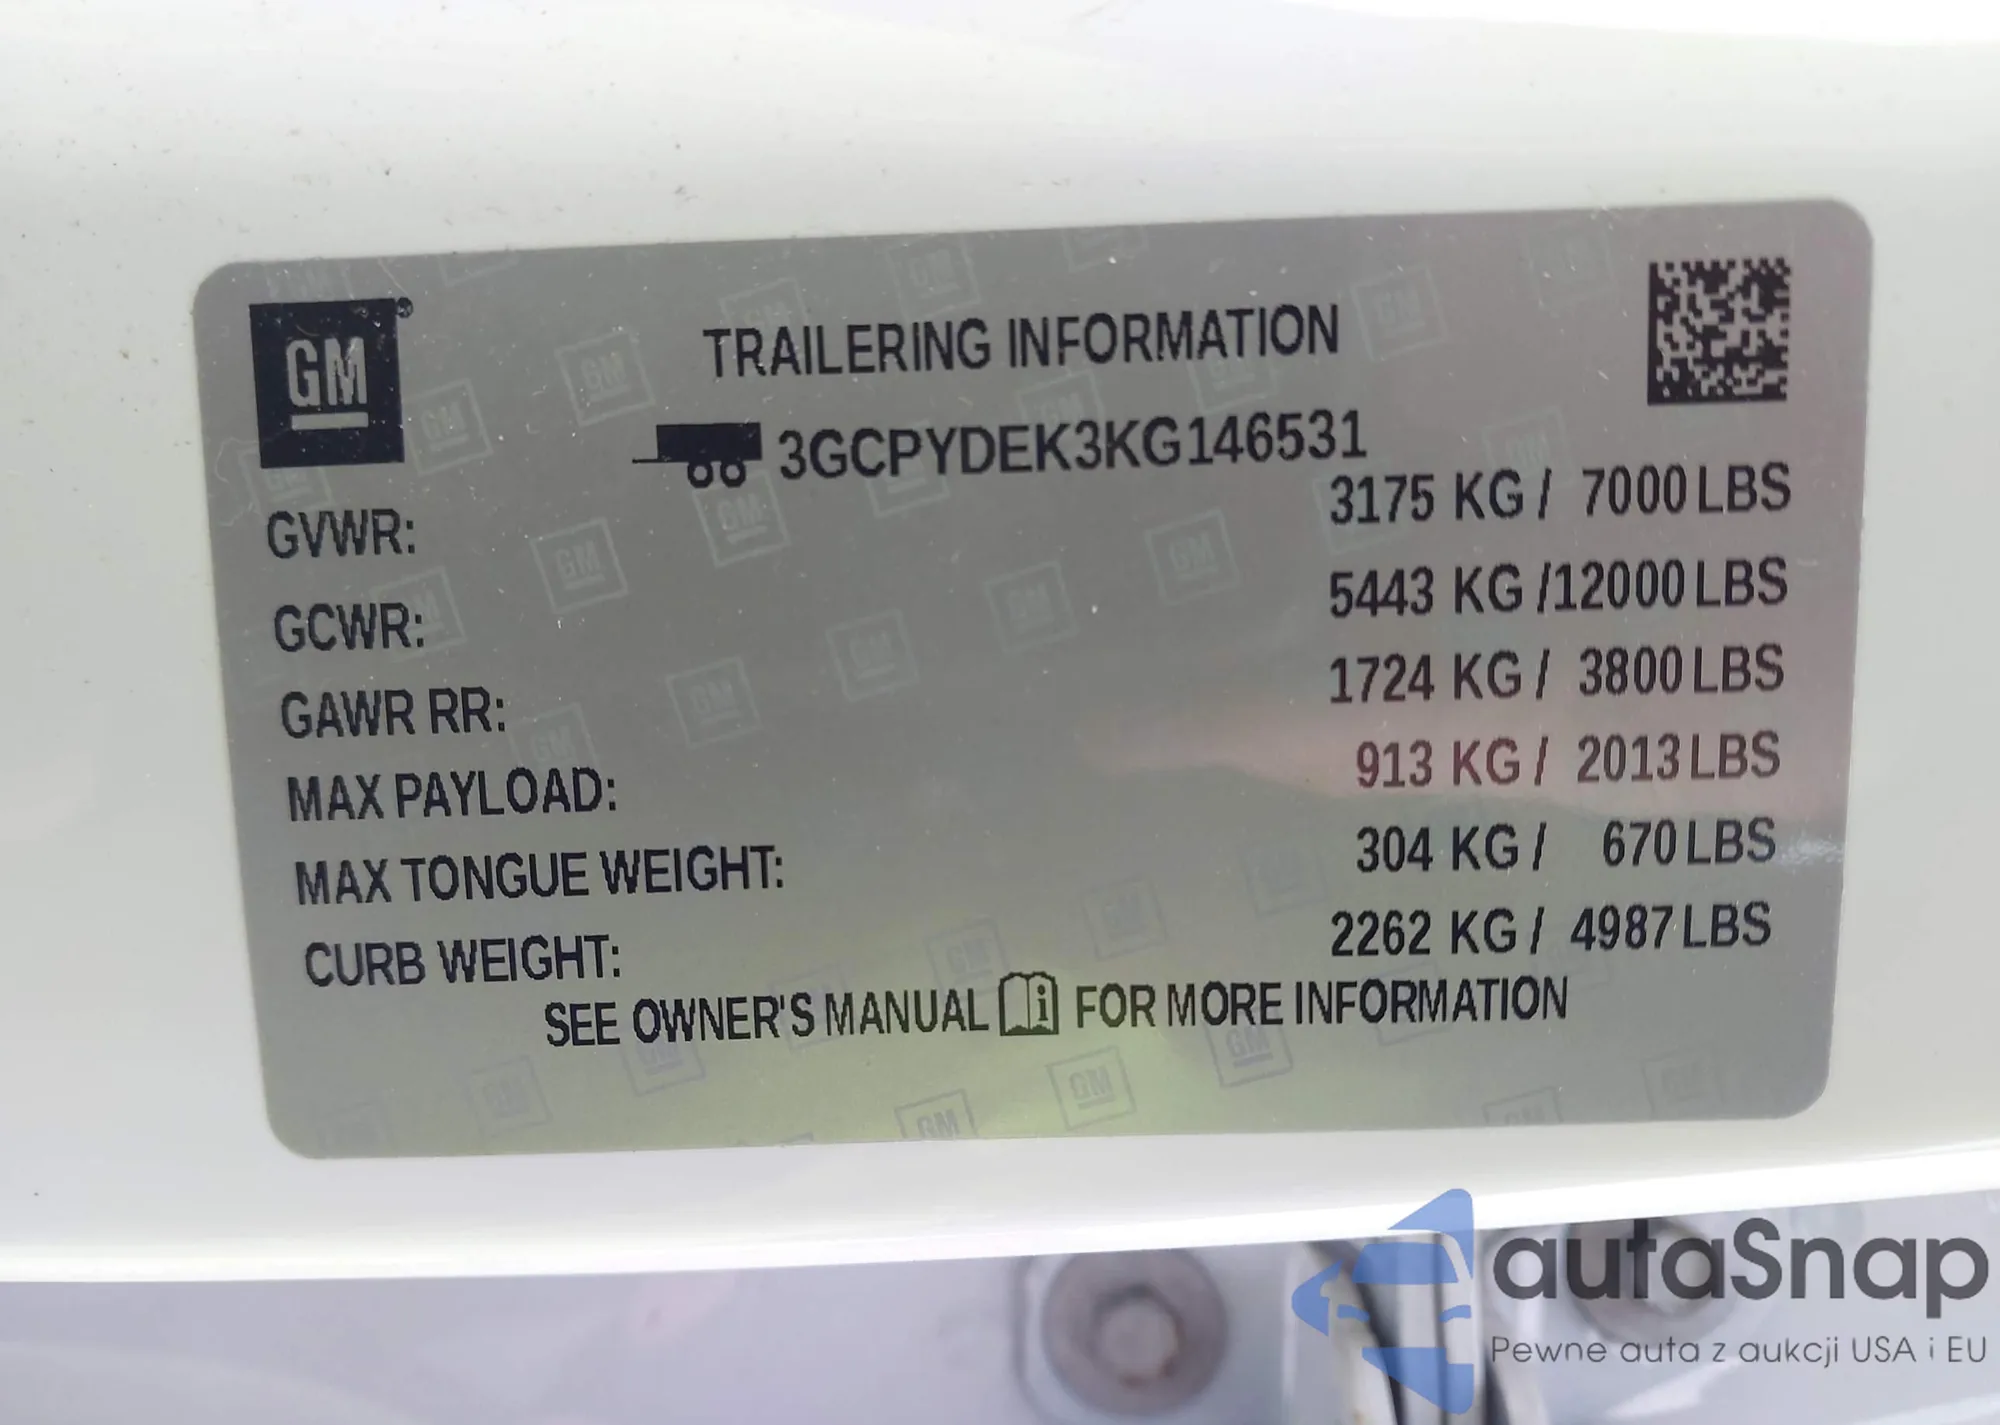 GM
TRAILERING INFORMATION
3GCPYDEK3KG146531
GVWR: 3175 KG / 7000 LBS
GCWR: 5443 KG /12000 LBS
GAWR RR: 1724 KG / 3800 LBS
MAX PAYLOAD: 913 KG / 2013 LBS
MAX TONGUE WEIGHT: 304 KG / 670 LBS
CURB WEIGHT: 2262 KG / 4987 LBS
SEE OWNER'S MANUAL i FOR MORE INFORMATION
autaSnap
Pewne auta z aukcji USA i EU